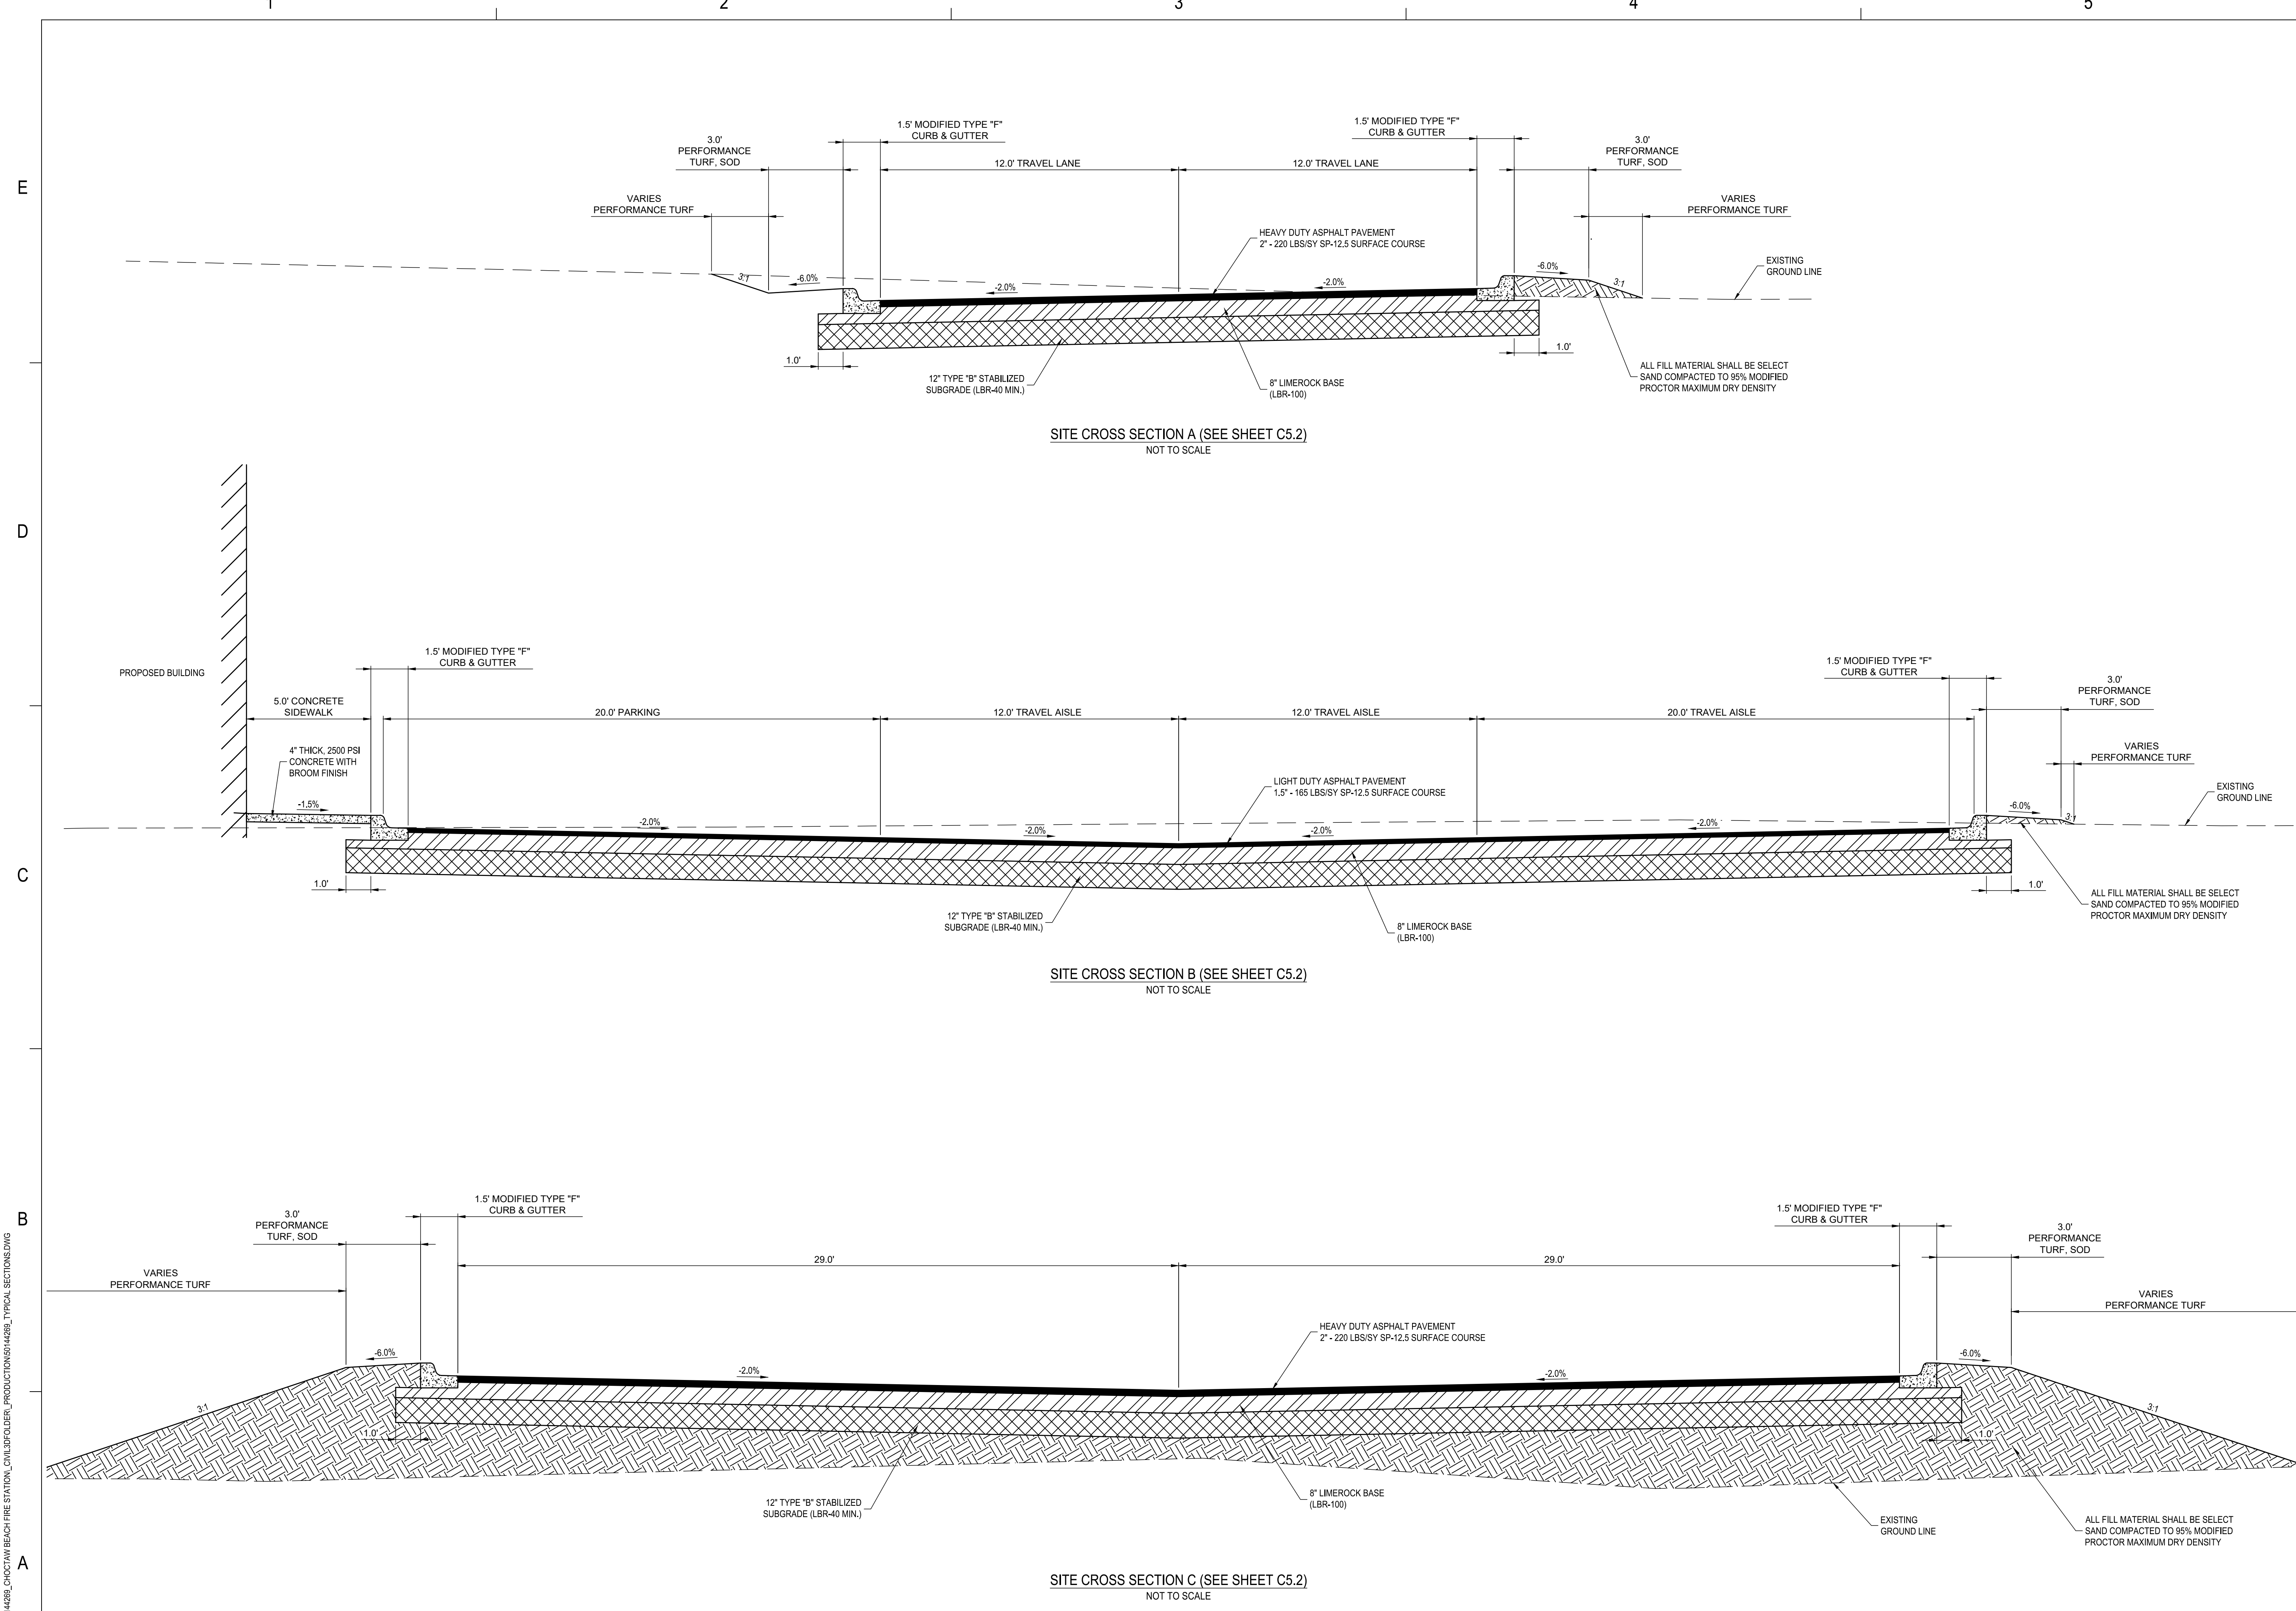 1
2
3
4
5
E
D
C
B
A
1.5' MODIFIED TYPE "F"
CURB & GUTTER
1.5' MODIFIED TYPE "F"
CURB & GUTTER
3.0'
PERFORMANCE
TURF, SOD
12.0' TRAVEL LANE
12.0' TRAVEL LANE
3.0'
PERFORMANCE
TURF, SOD
VARIES
PERFORMANCE TURF
VARIES
PERFORMANCE TURF
HEAVY DUTY ASPHALT PAVEMENT
2" - 220 LBS/SY SP-12.5 SURFACE COURSE
EXISTING
GROUND LINE
3:1
-6.0%
-2.0%
-2.0%
-6.0%
3:1
1.0'
1.0'
12" TYPE "B" STABILIZED
SUBGRADE (LBR-40 MIN.)
8" LIMEROCK BASE
(LBR-100)
ALL FILL MATERIAL SHALL BE SELECT
SAND COMPACTED TO 95% MODIFIED
PROCTOR MAXIMUM DRY DENSITY
SITE CROSS SECTION A (SEE SHEET C5.2)
NOT TO SCALE
PROPOSED BUILDING
1.5' MODIFIED TYPE "F"
CURB & GUTTER
1.5' MODIFIED TYPE "F"
CURB & GUTTER
5.0' CONCRETE
SIDEWALK
20.0' PARKING
12.0' TRAVEL AISLE
12.0' TRAVEL AISLE
20.0' TRAVEL AISLE
3.0'
PERFORMANCE
TURF, SOD
4" THICK, 2500 PSI
CONCRETE WITH
BROOM FINISH
VARIES
PERFORMANCE TURF
LIGHT DUTY ASPHALT PAVEMENT
1.5" - 165 LBS/SY SP-12.5 SURFACE COURSE
EXISTING
GROUND LINE
-1.5%
-2.0%
-2.0%
-2.0%
-2.0%
-6.0%
3:1
1.0'
1.0'
12" TYPE "B" STABILIZED
SUBGRADE (LBR-40 MIN.)
8" LIMEROCK BASE
(LBR-100)
ALL FILL MATERIAL SHALL BE SELECT
SAND COMPACTED TO 95% MODIFIED
PROCTOR MAXIMUM DRY DENSITY
SITE CROSS SECTION B (SEE SHEET C5.2)
NOT TO SCALE
1.5' MODIFIED TYPE "F"
CURB & GUTTER
1.5' MODIFIED TYPE "F"
CURB & GUTTER
3.0'
PERFORMANCE
TURF, SOD
29.0'
29.0'
3.0'
PERFORMANCE
TURF, SOD
VARIES
PERFORMANCE TURF
VARIES
PERFORMANCE TURF
HEAVY DUTY ASPHALT PAVEMENT
2" - 220 LBS/SY SP-12.5 SURFACE COURSE
3:1
-6.0%
-2.0%
-2.0%
-6.0%
3:1
1.0'
1.0'
12" TYPE "B" STABILIZED
SUBGRADE (LBR-40 MIN.)
8" LIMEROCK BASE
(LBR-100)
EXISTING
GROUND LINE
ALL FILL MATERIAL SHALL BE SELECT
SAND COMPACTED TO 95% MODIFIED
PROCTOR MAXIMUM DRY DENSITY
SITE CROSS SECTION C (SEE SHEET C5.2)
NOT TO SCALE
44269_CHOCTAW BEACH FIRE STATION\_CIVIL3DFOLDER\_PRODUCTION\50144269_TYPICAL SECTIONS.DWG